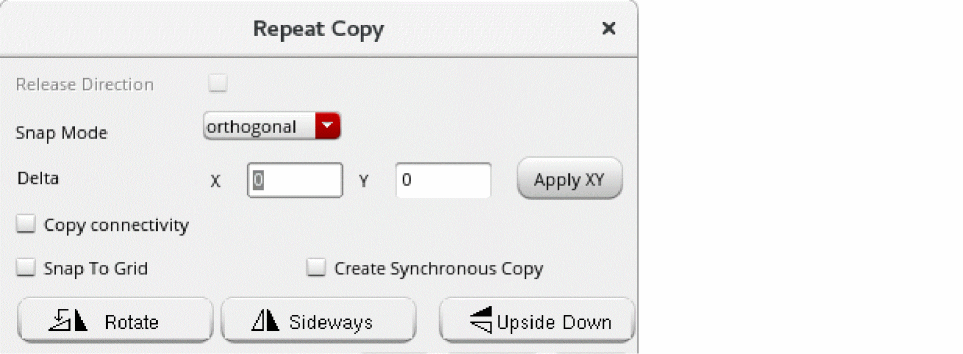 Repeat Copy
Release Direction
Snap Mode orthogonal
Delta X 0 Y 0 Apply XY
Copy connectivity
Snap To Grid Create Synchronous Copy
Rotate Sideways Upside Down